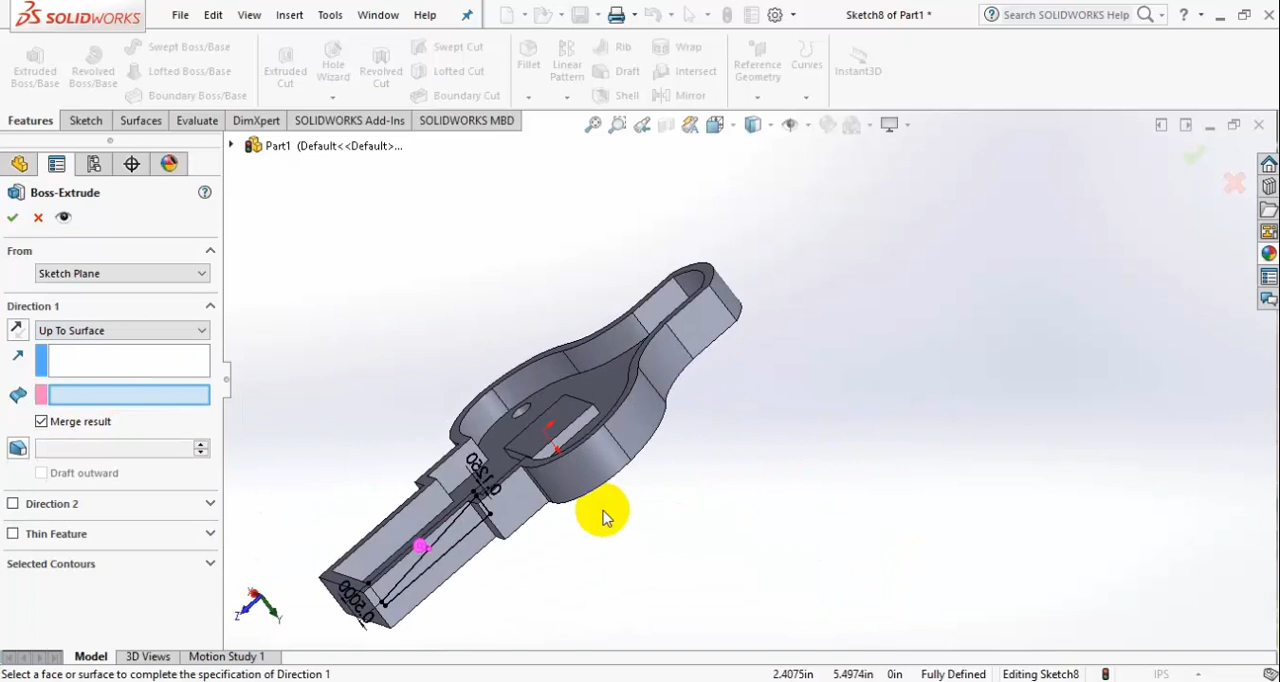 SOLIDWORKS
File Edit View Insert Tools Window Help
Sketch8 of Part1 *
Search SOLIDWORKS Help
?
Extruded Boss/Base
Revolved Boss/Base
Swept Boss/Base
Lofted Boss/Base
Boundary Boss/Base
Extruded Cut
Hole Wizard
Revolved Cut
Swept Cut
Lofted Cut
Boundary Cut
Fillet
Linear Pattern
Rib
Draft
Shell
Wrap
Intersect
Mirror
Reference Geometry
Curves
Instant3D
Features Sketch Surfaces Evaluate DimXpert SOLIDWORKS Add-Ins SOLIDWORKS MBD
Part1 (Default<<Default>...
Boss-Extrude
?
From
Sketch Plane
Direction 1
Up To Surface
Merge result
Draft outward
Direction 2
Thin Feature
Selected Contours
0.1250
0.5000
Z
Y
Model 3D Views Motion Study 1
Select a face or surface to complete the specification of Direction 1
2.4075in 5.4974in 0in Fully Defined Editing Sketch8 IPS